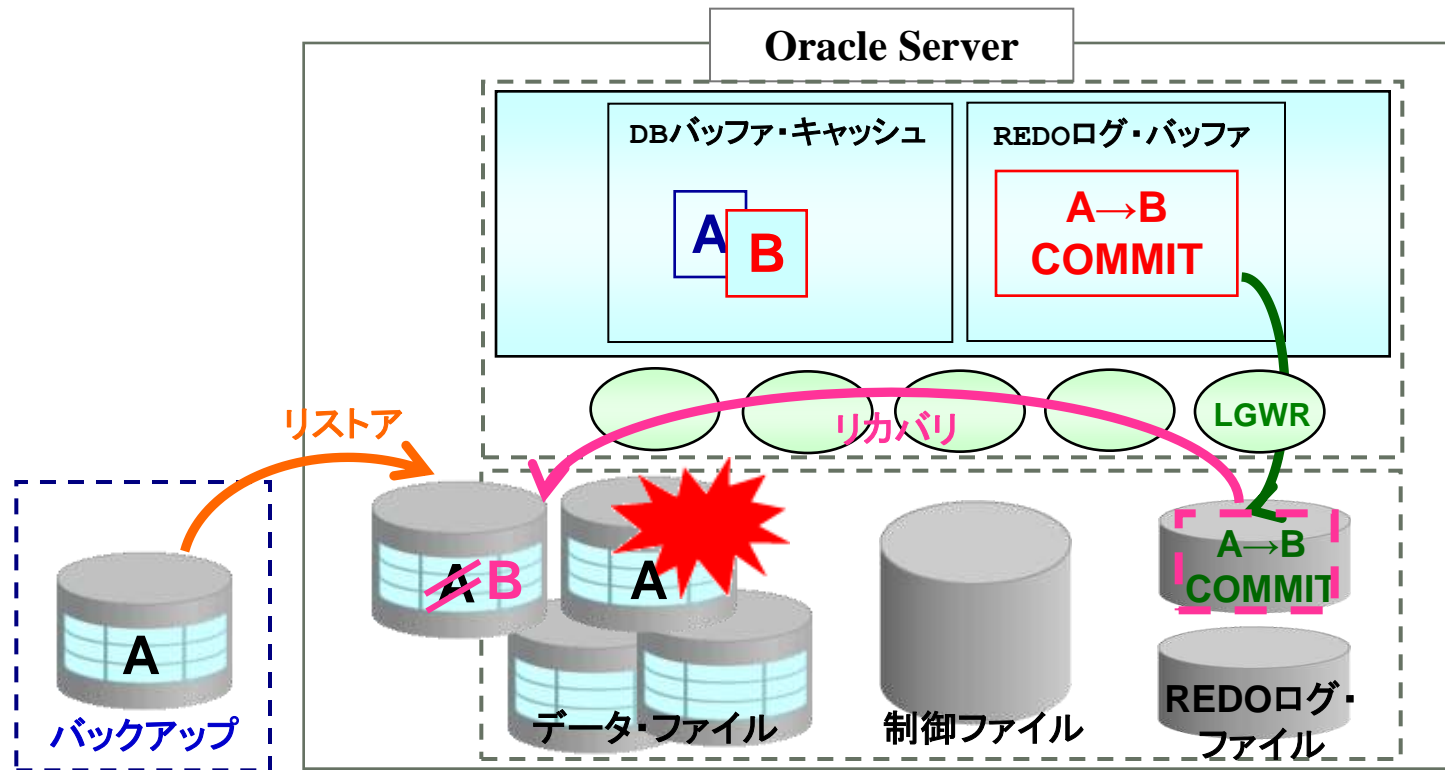 Oracle Server
DBバッファ・キャッシュ
REDOログ・バッファ
A
B
A→B
COMMIT
LGWR
リストア
リカバリ
A B
A
A→B
COMMIT
A
バックアップ
データ・ファイル
制御ファイル
REDOログ・
ファイル